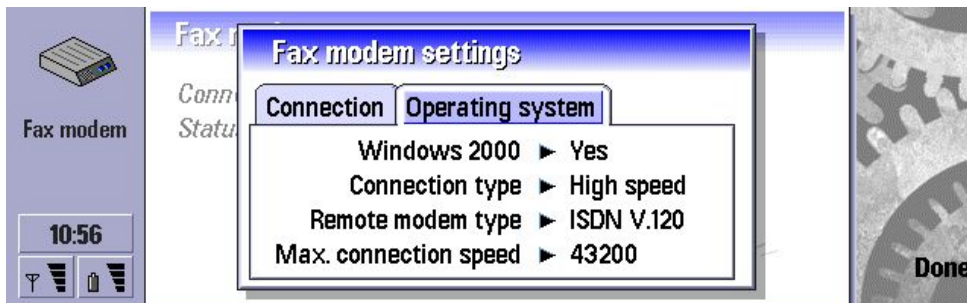 Fax modem
10:56
Fax
Fax modem settings
Connection
Operating system
Windows 2000 ► Yes
Connection type ► High speed
Remote modem type ► ISDN V.120
Max. connection speed ► 43200
Done